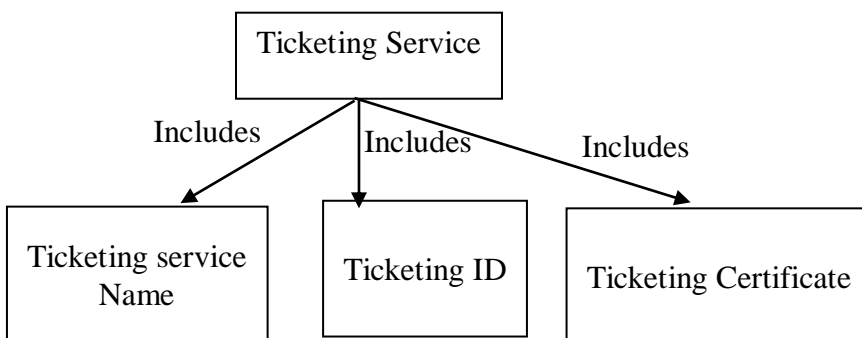 Ticketing Service
Includes
Includes
Includes
Ticketing service
Name
Ticketing ID
Ticketing Certificate